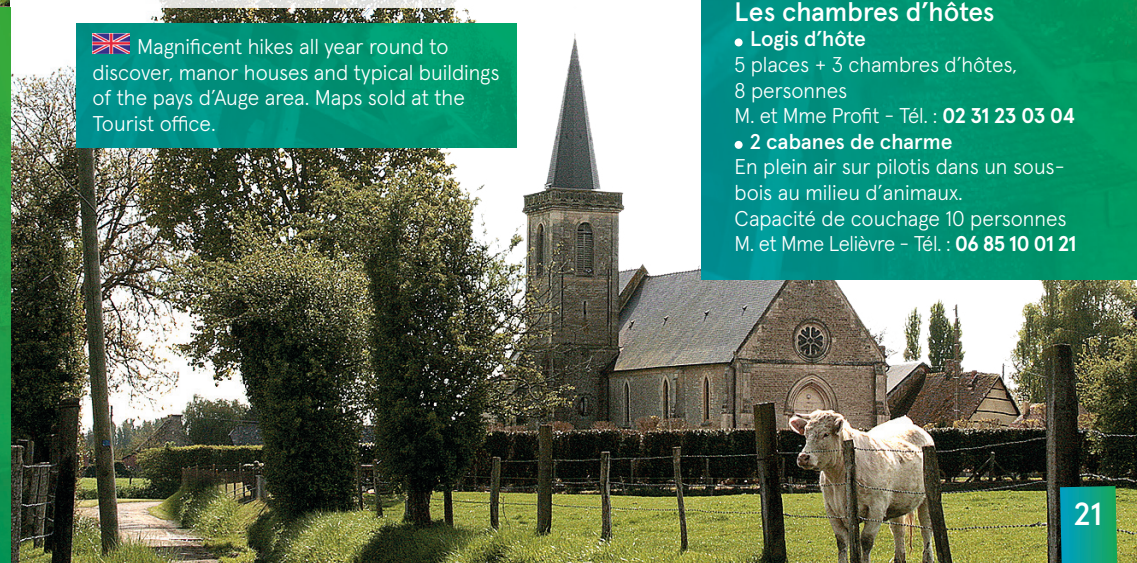 Magnificent hikes all year round to
discover, manor houses and typical buildings
of the pays d’Auge area. Maps sold at the
Tourist office.
Les chambres d’hôtes
• Logis d’hôte
5 places + 3 chambres d’hôtes,
8 personnes
M. et Mme Profit - Tél. : 02 31 23 03 04
• 2 cabanes de charme
En plein air sur pilotis dans un sous-
bois au milieu d’animaux.
Capacité de couchage 10 personnes
M. et Mme Lelièvre - Tél. : 06 85 10 01 21
21